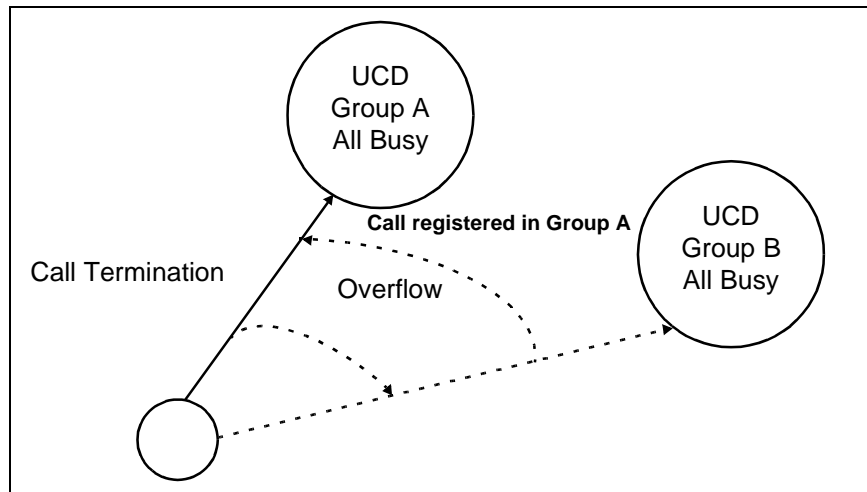 UCD
Group A
All Busy
Call registered in Group A
UCD
Group B
All Busy
Call Termination
Overflow